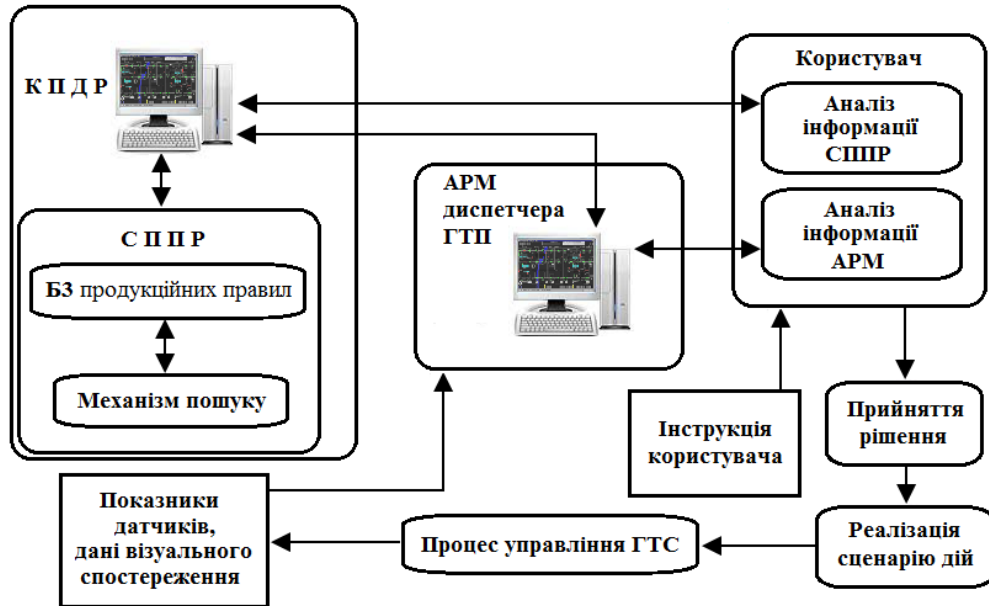 К П Д Р
С П П Р
БЗ продукційних правил
Механізм пошуку
АРМ
диспетчера
ГТП
Користувач
Аналіз
інформації
СППР
Аналіз
інформації
АРМ
Інструкція
користувача
Прийняття
рішення
Реалізація
сценарію дій
Процес управління ГТС
Показники
датчиків,
дані візуального
спостереження